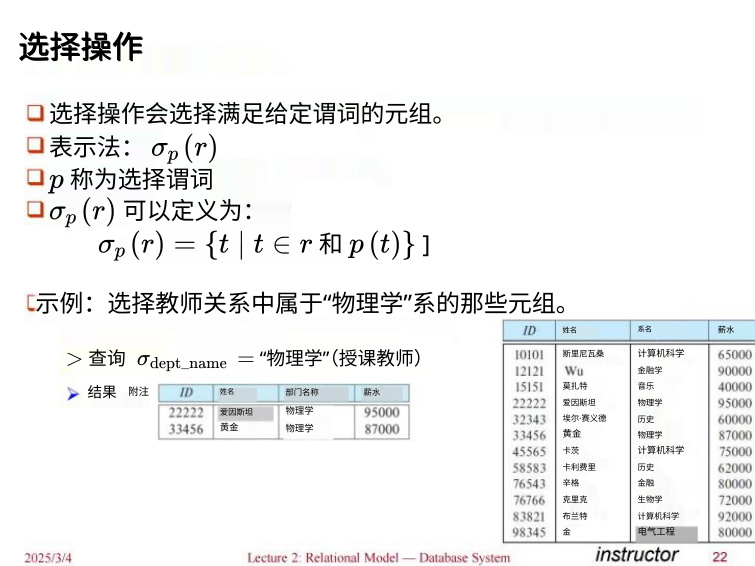 选择操作
选择操作会选择满足给定谓词的元组。
表示法： σp (r)
p 称为选择谓词
σp (r) 可以定义为：
σp (r) = {t | t ∈ r 和 p (t)} ]
示例：选择教师关系中属于“物理学”系的那些元组。
> 查询 σdept_name = “物理学”（授课教师）
结果 附注
ID 姓名 部门名称 薪水
22222 爱因斯坦 物理学 95000
33456 黄金 物理学 87000
ID 姓名 系名 薪水
10101 斯里尼瓦桑 计算机科学 65000
12121 Wu 金融学 90000
15151 莫扎特 音乐 40000
22222 爱因斯坦 物理学 95000
32343 埃尔·赛义德 历史 60000
33456 黄金 物理学 87000
45565 卡茨 计算机科学 75000
58583 卡利费里 历史 62000
76543 辛格 金融 80000
76766 克里克 生物学 72000
83821 布兰特 计算机科学 92000
98345 金 电气工程 80000
instructor
2025/3/4
Lecture 2: Relational Model — Database System
22